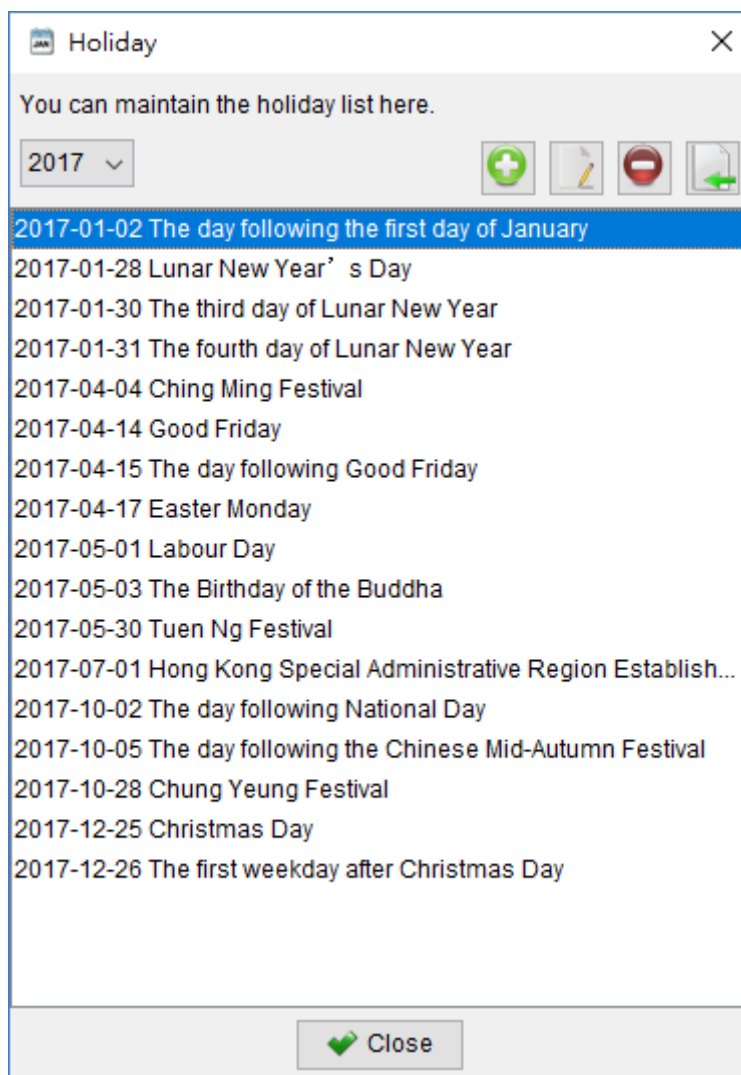 Holiday
You can maintain the holiday list here.
2017
2017-01-02 The day following the first day of January
2017-01-28 Lunar New Year’s Day
2017-01-30 The third day of Lunar New Year
2017-01-31 The fourth day of Lunar New Year
2017-04-04 Ching Ming Festival
2017-04-14 Good Friday
2017-04-15 The day following Good Friday
2017-04-17 Easter Monday
2017-05-01 Labour Day
2017-05-03 The Birthday of the Buddha
2017-05-30 Tuen Ng Festival
2017-07-01 Hong Kong Special Administrative Region Establish...
2017-10-02 The day following National Day
2017-10-05 The day following the Chinese Mid-Autumn Festival
2017-10-28 Chung Yeung Festival
2017-12-25 Christmas Day
2017-12-26 The first weekday after Christmas Day
Close